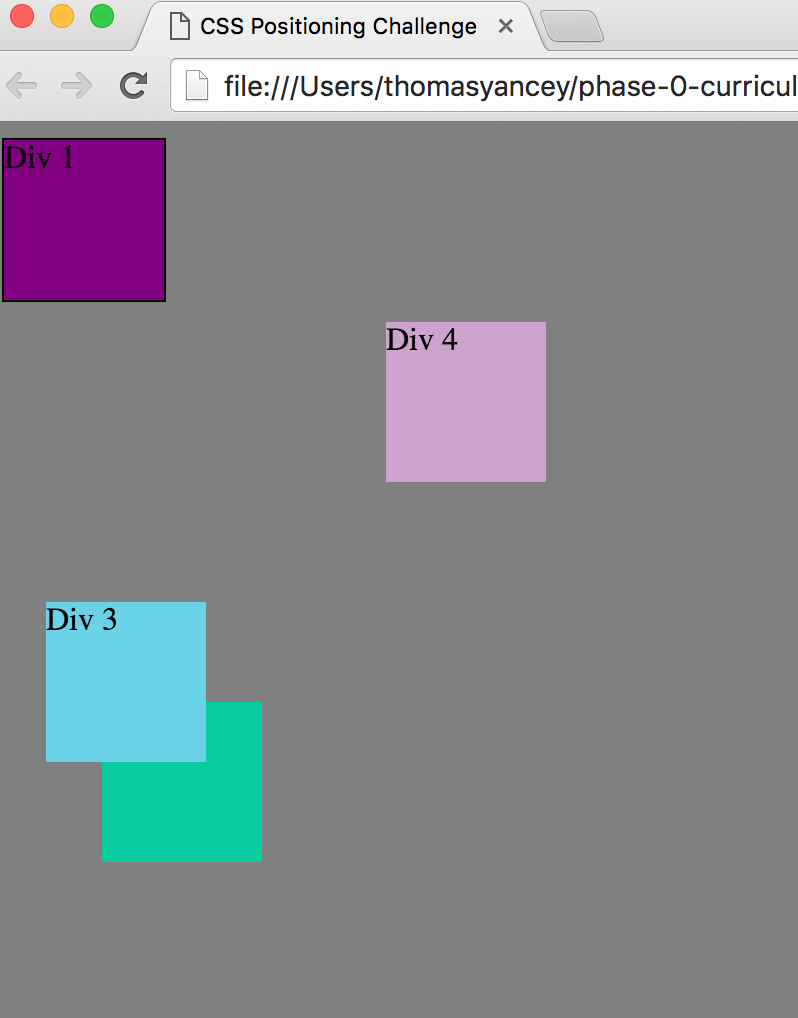 CSS Positioning Challenge
file:///Users/thomasyancey/phase-0-curricul
Div 1
Div 4
Div 3